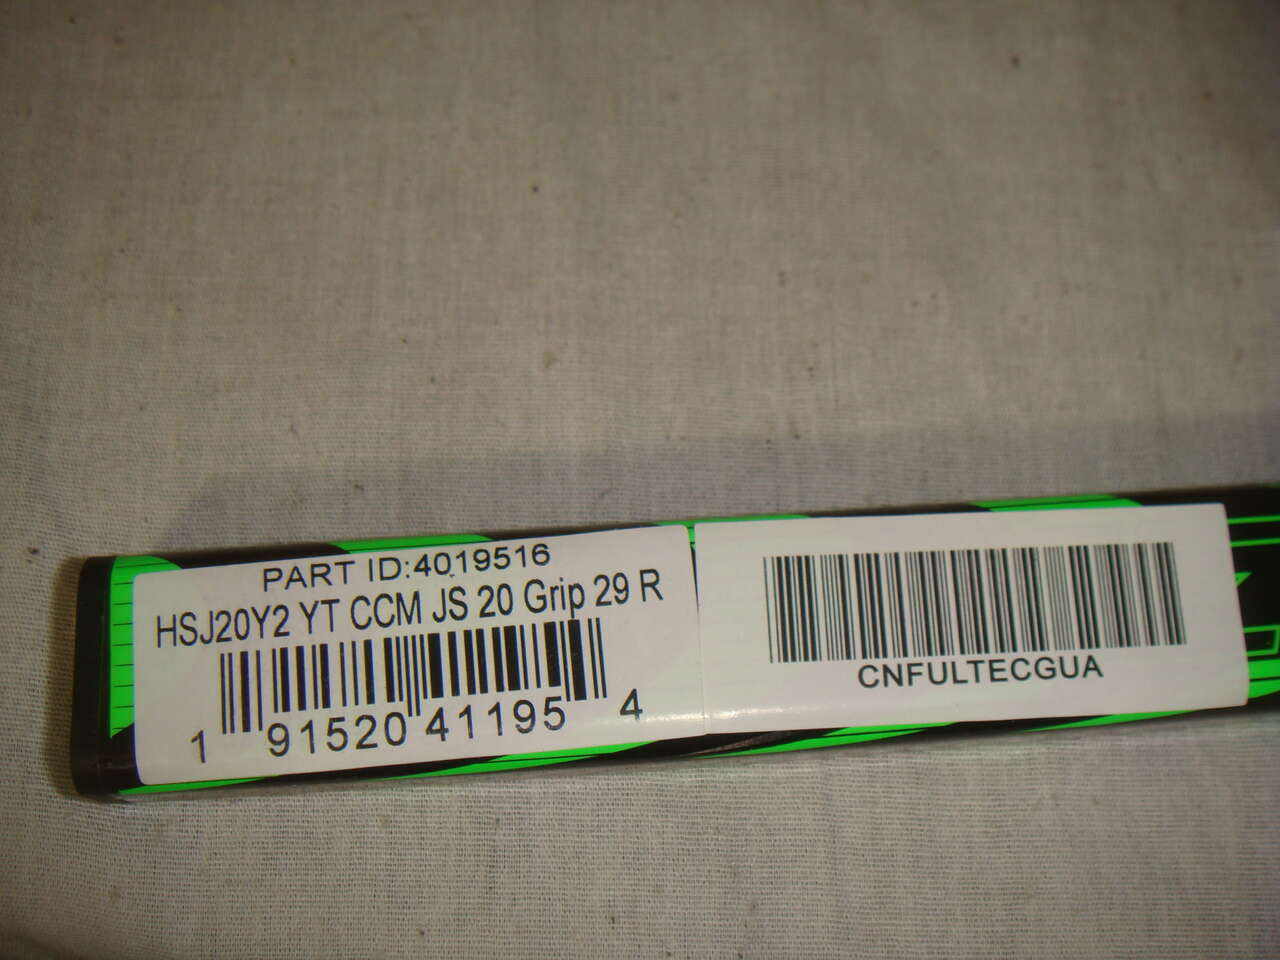 PART ID:4019516
HSJ20Y2 YT CCM JS 20 Grip 29 R
1 91520 41195 4
CNFULTECGUA